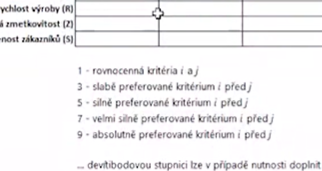 ychlost výroby (R)
á zmetkovitost (Z)
enost zákazníků (S)
1 - rovnocenná kritéria i a j
3 - slabě preferované kritérium i před j
5 - silně preferované kritérium i před j
7 - velmi silně preferované kritérium i před j
9 - absolutně preferované kritérium i před j
... devítibodovou stupnici lze v případě nutnosti doplnit